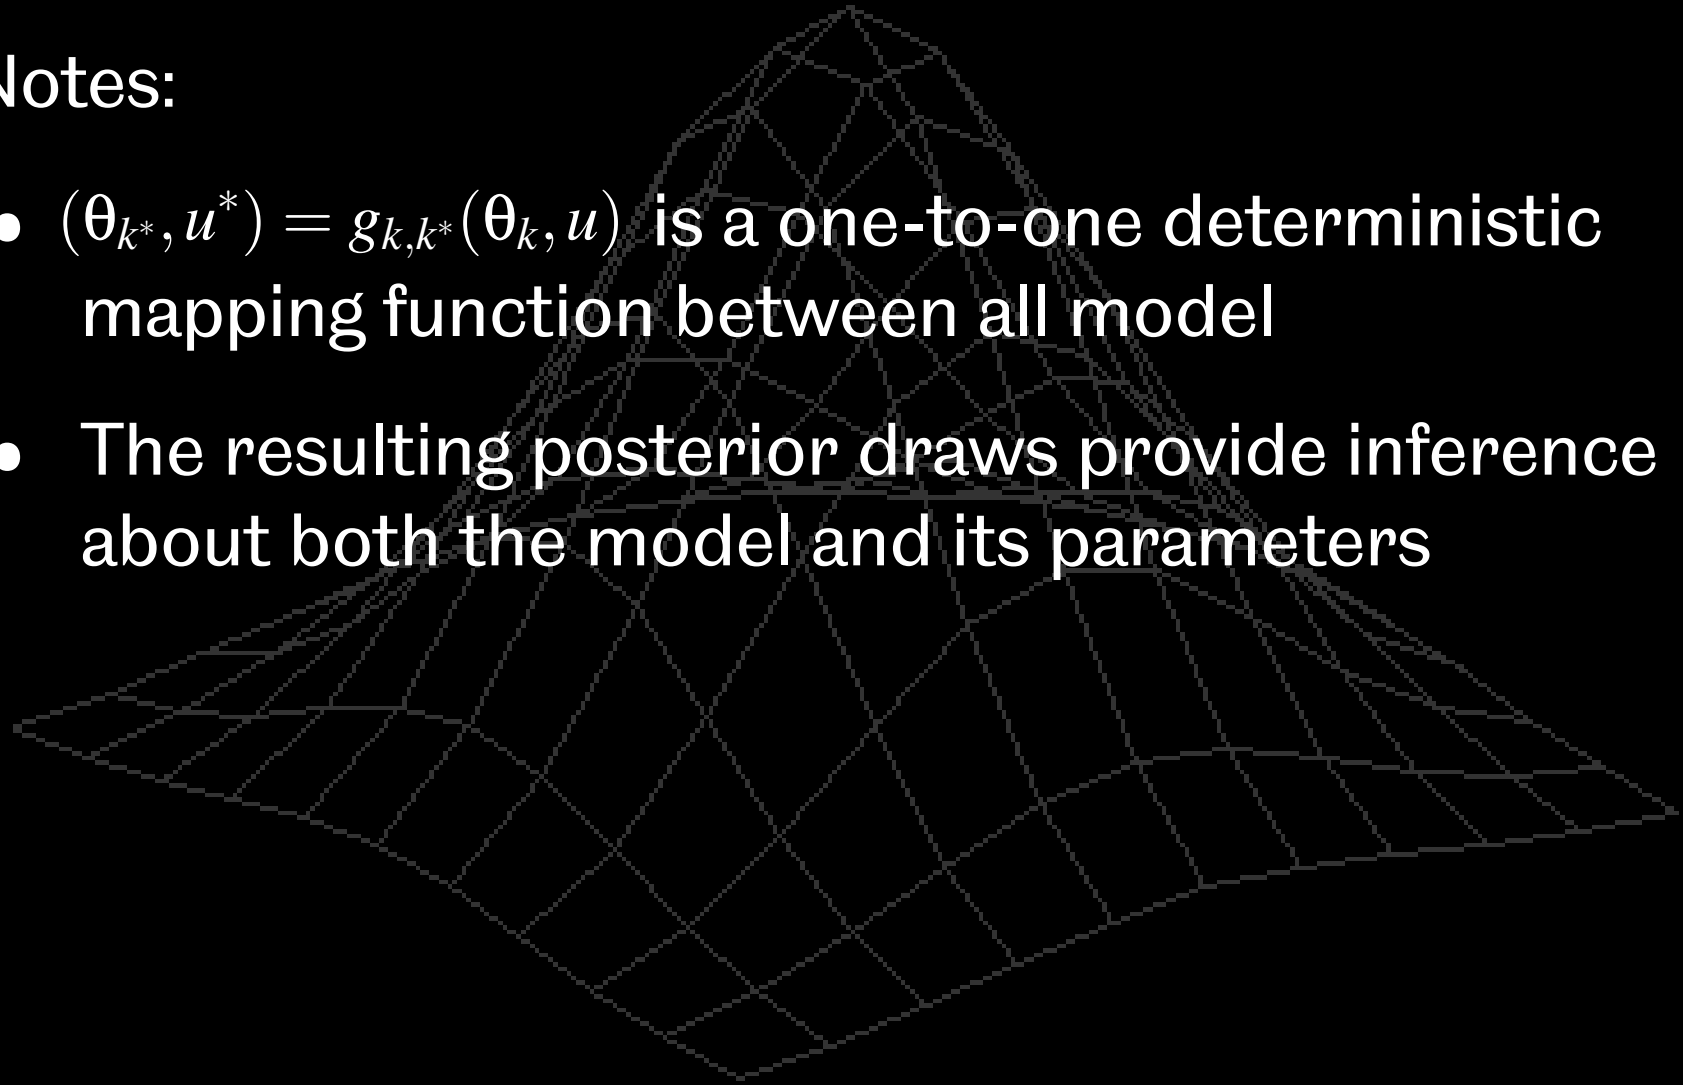 Notes:
• (θ_{k*}, u*) = g_{k,k*}(θ_k, u) is a one-to-one deterministic
mapping function between all model
• The resulting posterior draws provide inference
about both the model and its parameters